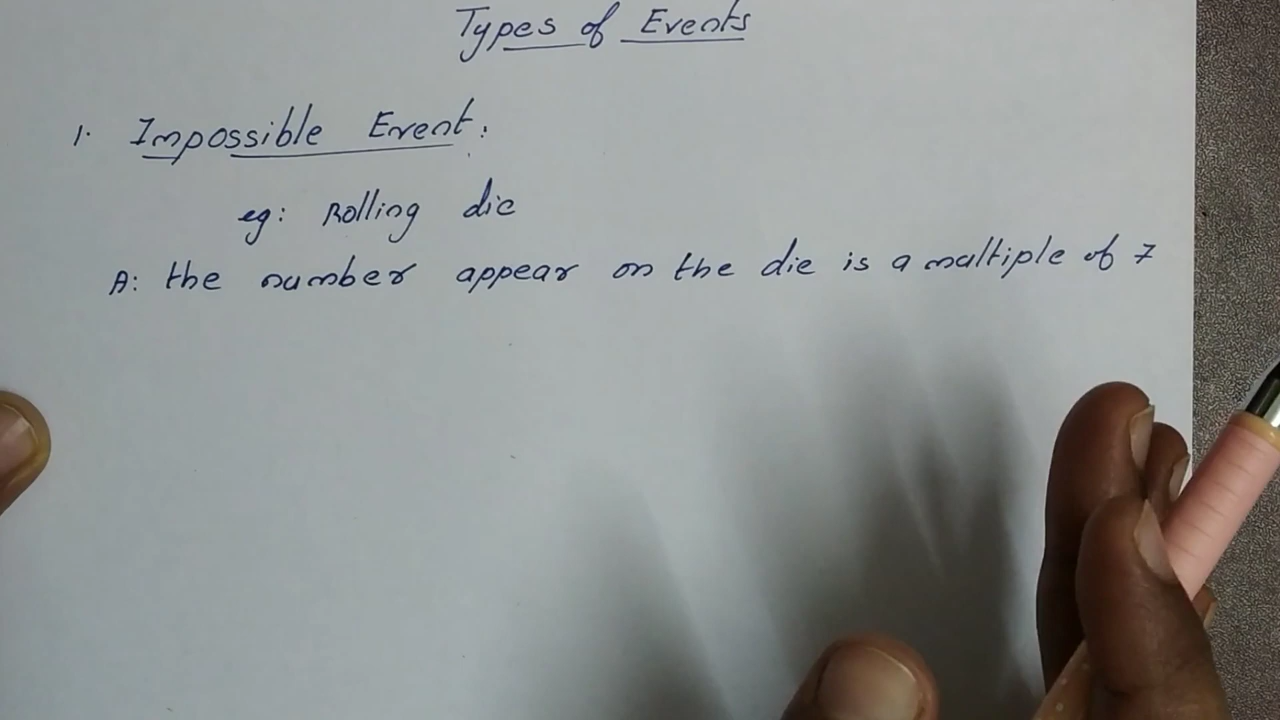 Types of Events
1. Impossible Event:
eg: Rolling die
A: the number appear on the die is a multiple of 7